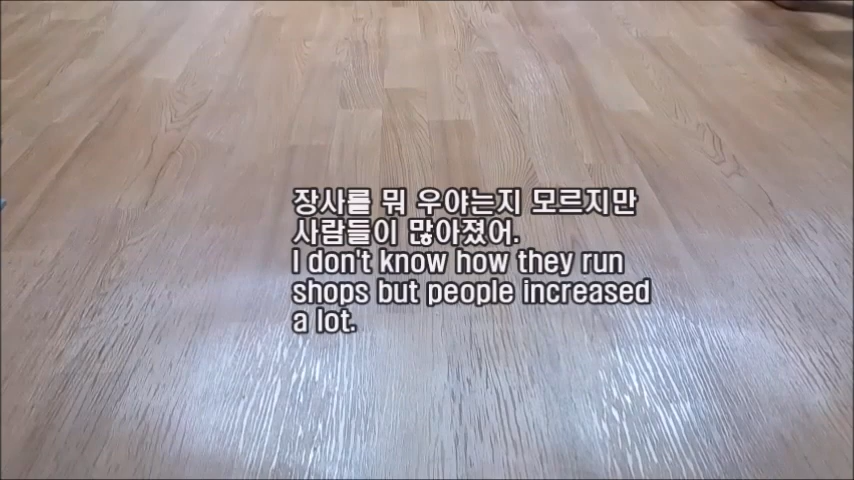 장사를 뭐 우야는지 모르지만
사람들이 많아졌어.
I don't know how they run
shops but people increased
a lot.